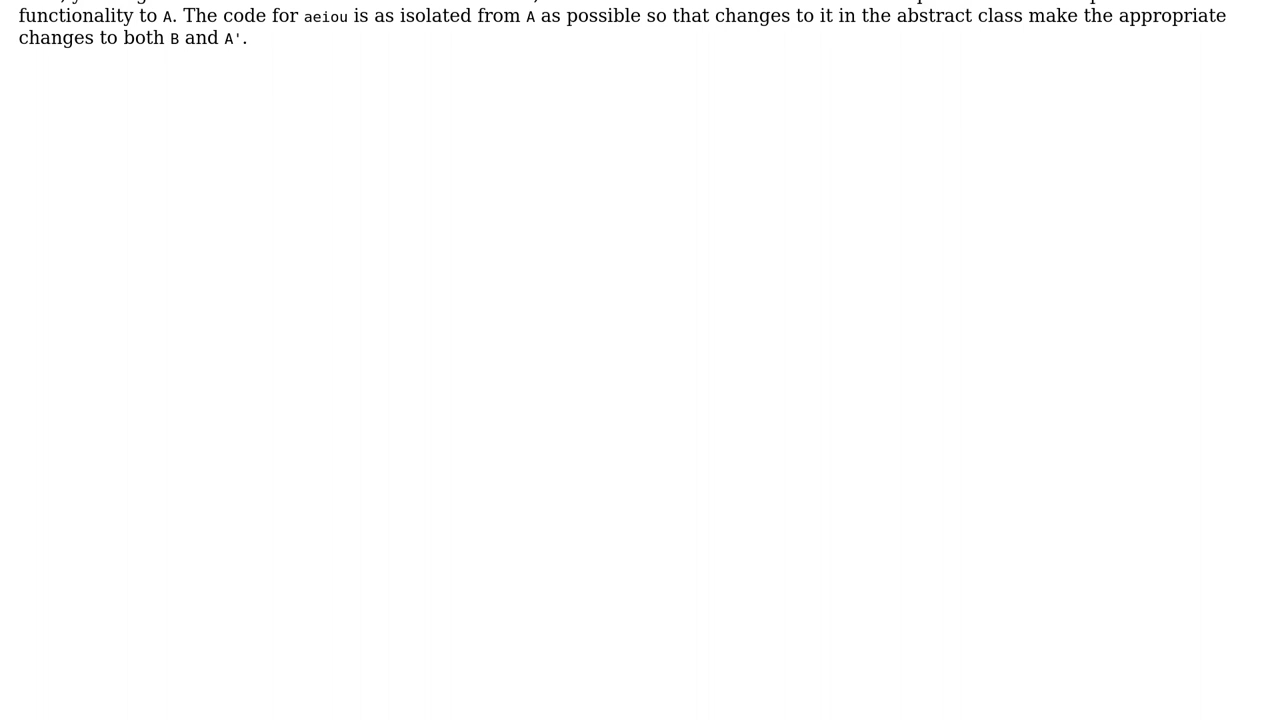 functionality to A. The code for aeiou is as isolated from A as possible so that changes to it in the abstract class make the appropriate
changes to both B and A'.